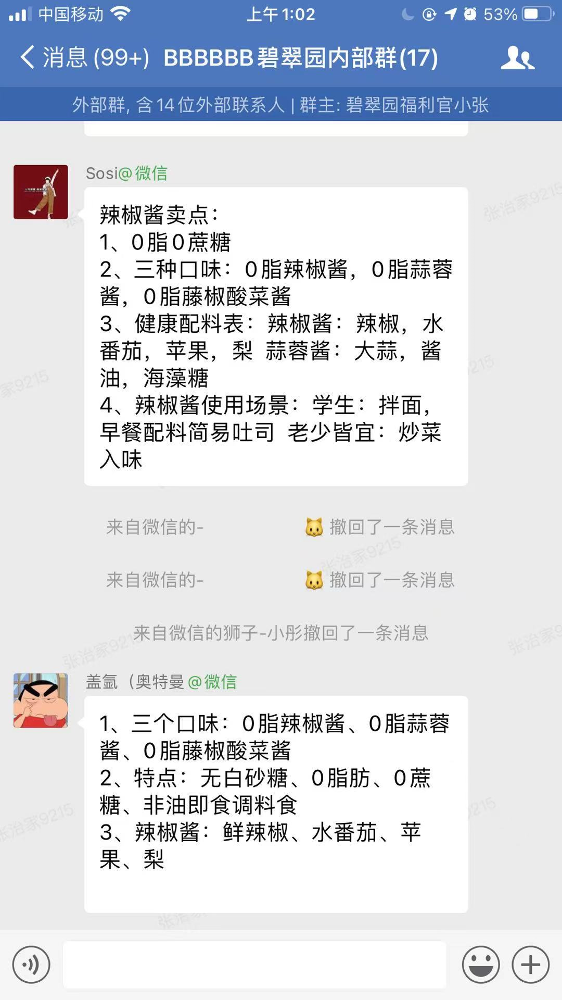 中国移动 上午1:02 53%
消息(99+) BBBBBB碧翠园内部群(17)
外部群, 含14位外部联系人 | 群主: 碧翠园福利官小张
Sosi@微信
辣椒酱卖点：
1、0脂0蔗糖
2、三种口味：0脂辣椒酱，0脂蒜蓉
酱，0脂藤椒酸菜酱
3、健康配料表：辣椒酱：辣椒，水
番茄，苹果，梨 蒜蓉酱：大蒜，酱
油，海藻糖
4、辣椒酱使用场景：学生：拌面，
早餐配料简易吐司 老少皆宜：炒菜
入味
来自微信的- 🐱 撤回了一条消息
来自微信的- 🐱 撤回了一条消息
来自微信的狮子-小彤撤回了一条消息
盖氩（奥特曼@微信
1、三个口味：0脂辣椒酱、0脂蒜蓉
酱、0脂藤椒酸菜酱
2、特点：无白砂糖、0脂肪、0蔗
糖、非油即食调料食
3、辣椒酱：鲜辣椒、水番茄、苹
果、梨
张治家9215